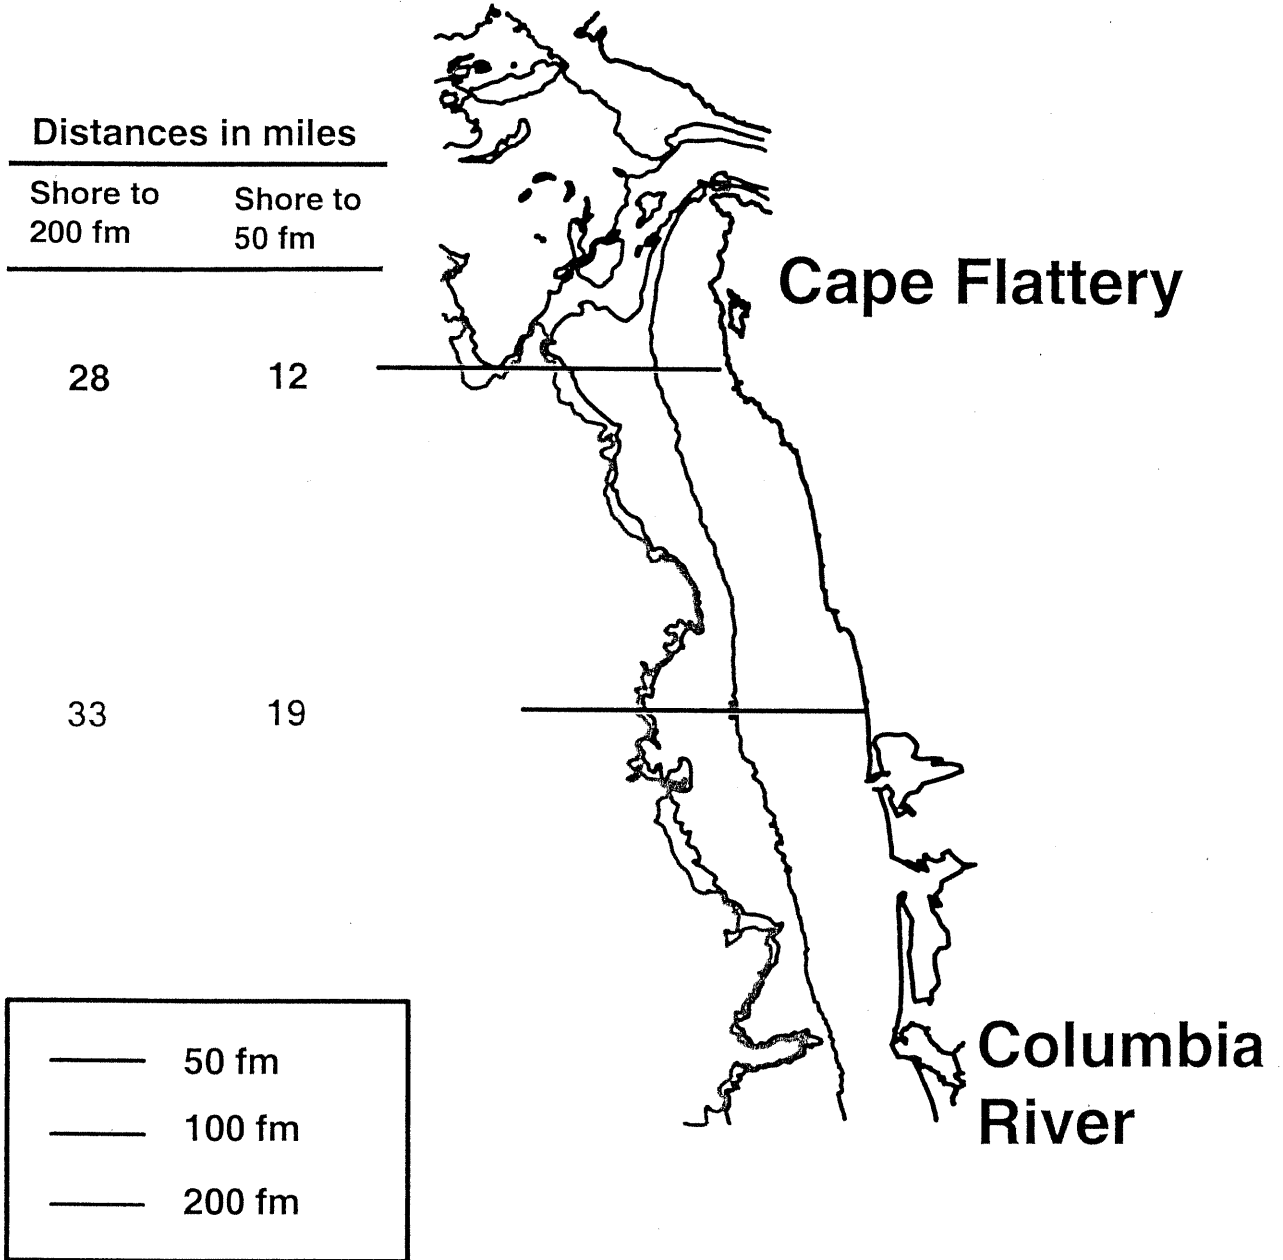 Distances in miles
Shore to
200 fm
Shore to
50 fm
Cape Flattery
28 12
33 19
Columbia
River
50 fm
100 fm
200 fm